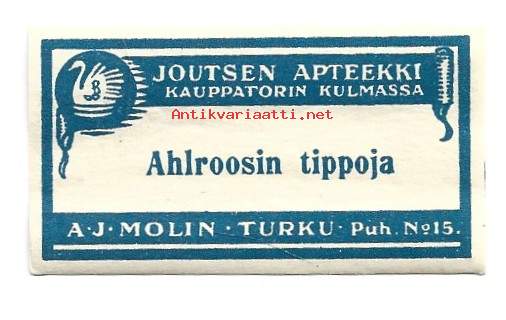 JOUTSEN APTEEKKI
KAUPPATORIN KULMASSA
Antikvariaatti.net
Ahlroosin tippoja
A·J·MOLIN · TURKU · Puh. No15.